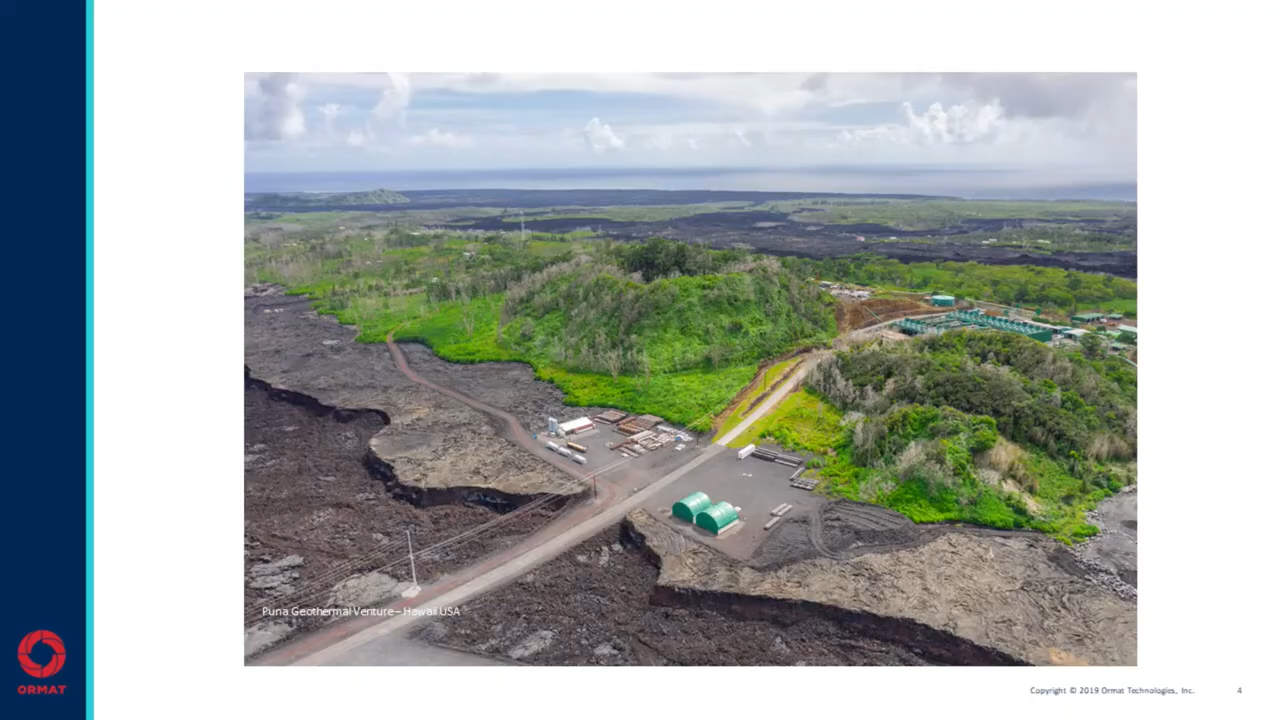 Puna Geothermal Venture – Hawaii USA
ORMAT
Copyright © 2019 Ormat Technologies, Inc.
4